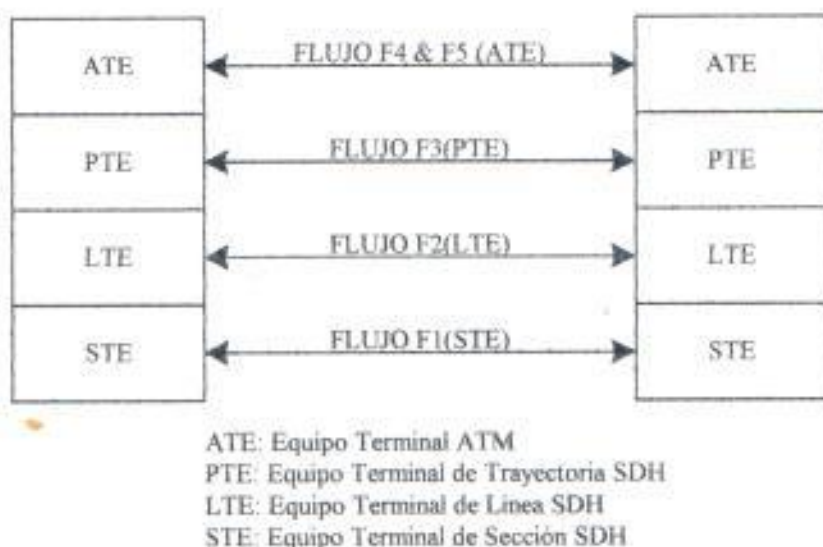 ATE FLUJO F4 & F5 (ATE) ATE
PTE FLUJO F3(PTE) PTE
LTE FLUJO F2(LTE) LTE
STE FLUJO F1(STE) STE
ATE: Equipo Terminal ATM
PTE: Equipo Terminal de Trayectoria SDH
LTE: Equipo Terminal de Linea SDH
STE: Equipo Terminal de Sección SDH